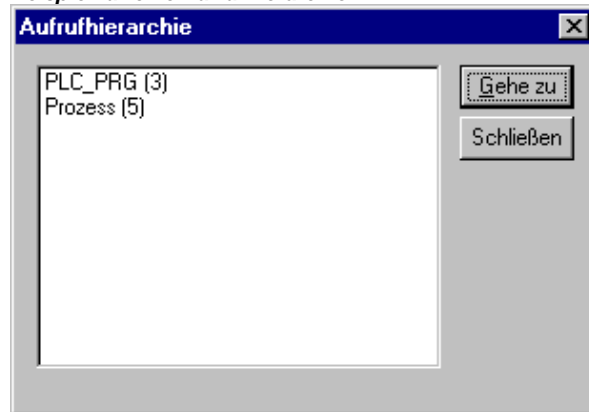 Aufrufhierarchie
PLC_PRG (3)
Prozess (5)
Gehe zu
Schließen